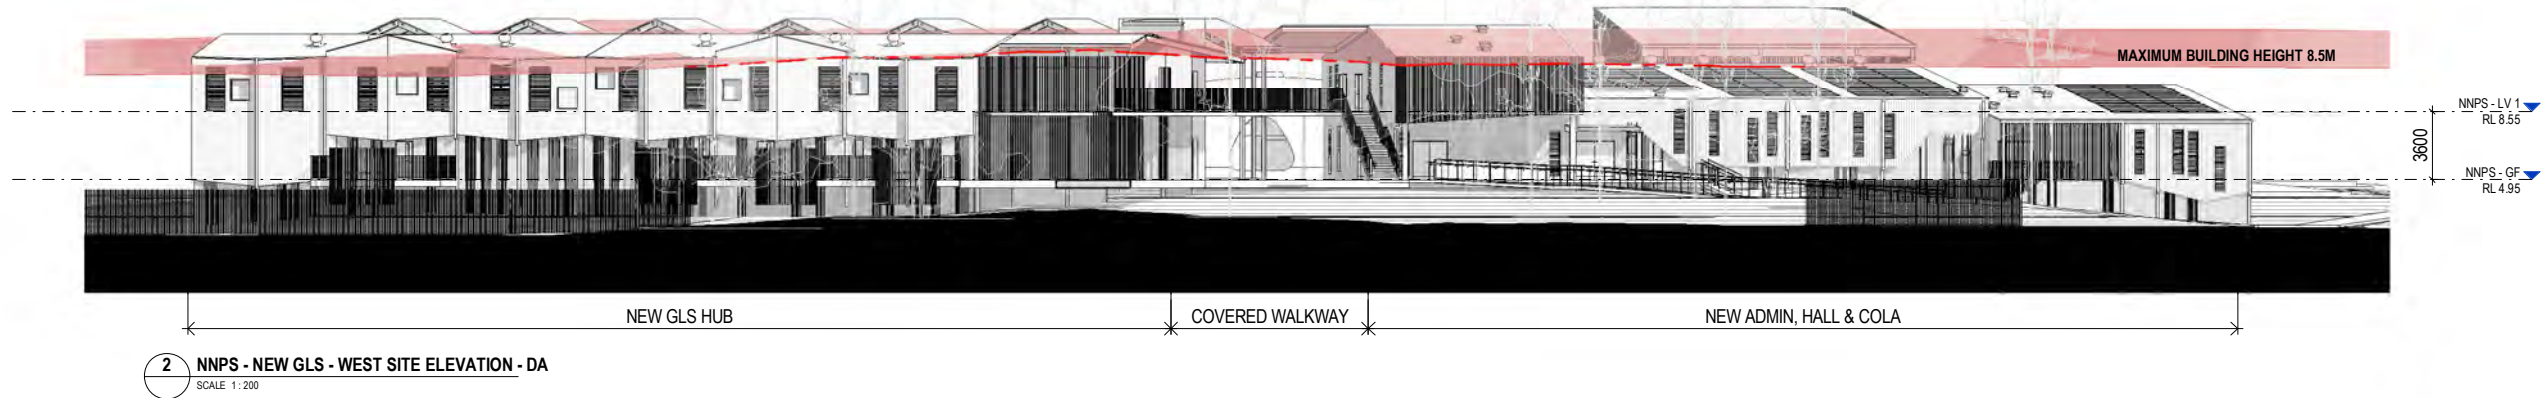 MAXIMUM BUILDING HEIGHT 8.5M
NNPS - LV 1
RL 8.55
3600
NNPS - GF
RL 4.95
NEW GLS HUB
COVERED WALKWAY
NEW ADMIN, HALL & COLA
2
NNPS - NEW GLS - WEST SITE ELEVATION - DA
SCALE 1 : 200